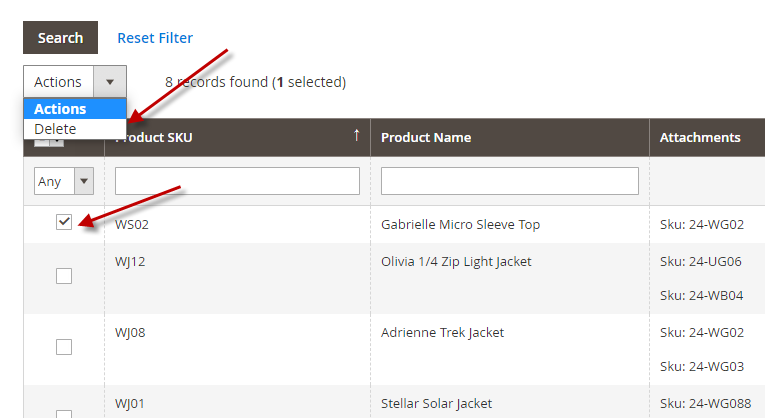 Search Reset Filter
Actions 8 records found (1 selected)
Actions
Delete
Product SKU ↑ Product Name Attachments
Any
WS02 Gabrielle Micro Sleeve Top Sku: 24-WG02
WJ12 Olivia 1/4 Zip Light Jacket Sku: 24-UG06
Sku: 24-WB04
WJ08 Adrienne Trek Jacket Sku: 24-WG02
Sku: 24-WG03
WJ01 Stellar Solar Jacket Sku: 24-WG088